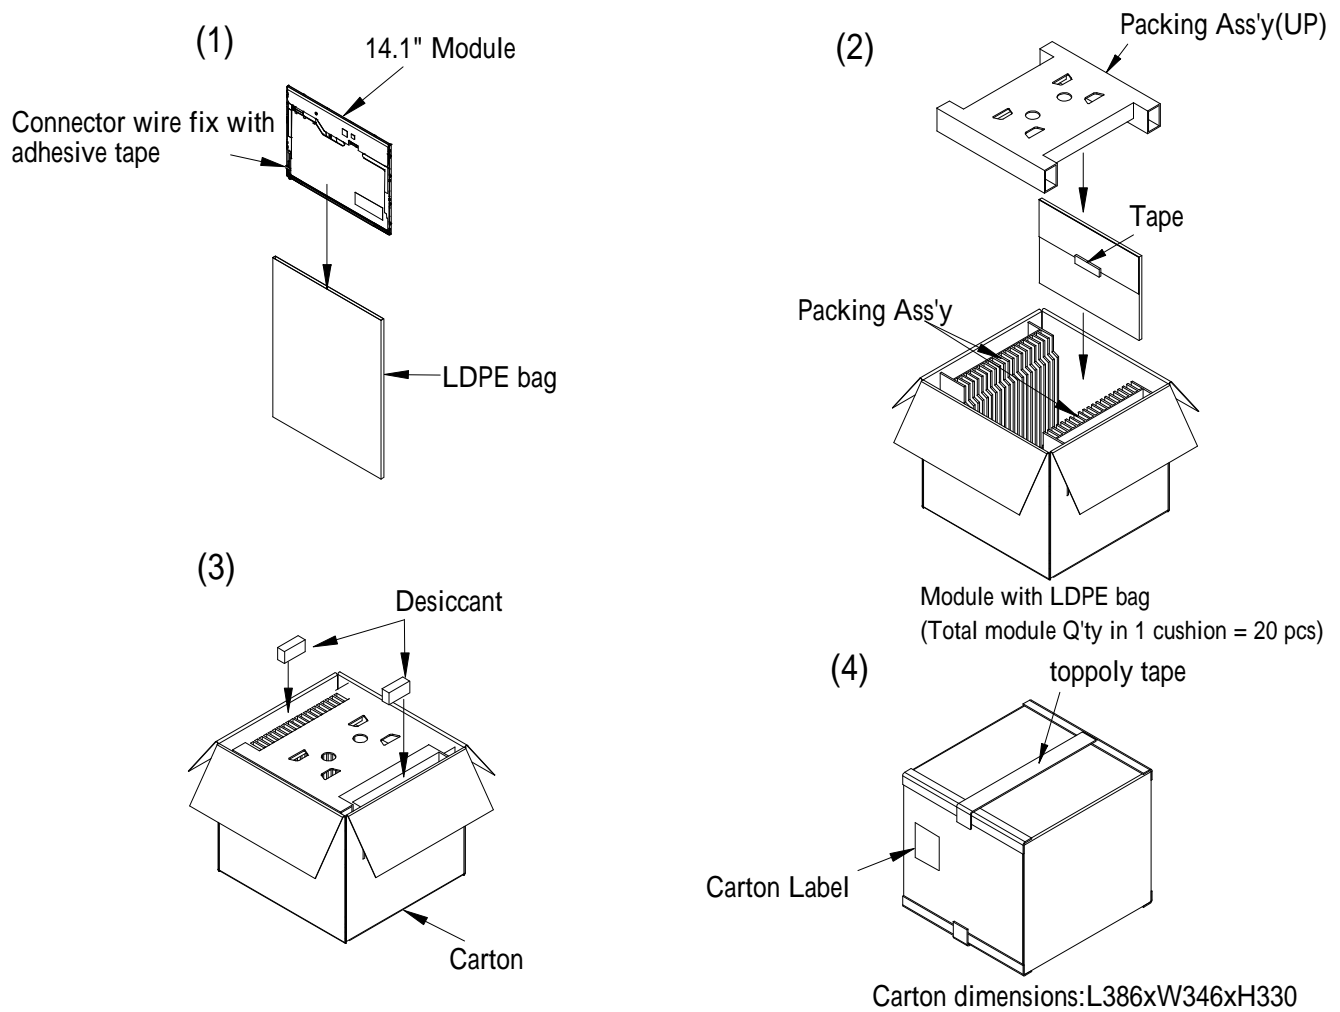 (1)
14.1" Module
Connector wire fix with
adhesive tape
LDPE bag
(2)
Packing Ass'y(UP)
Tape
Packing Ass'y
Module with LDPE bag
(Total module Q'ty in 1 cushion = 20 pcs)
(3)
Desiccant
Carton
(4)
toppoly tape
Carton Label
Carton dimensions:L386xW346xH330